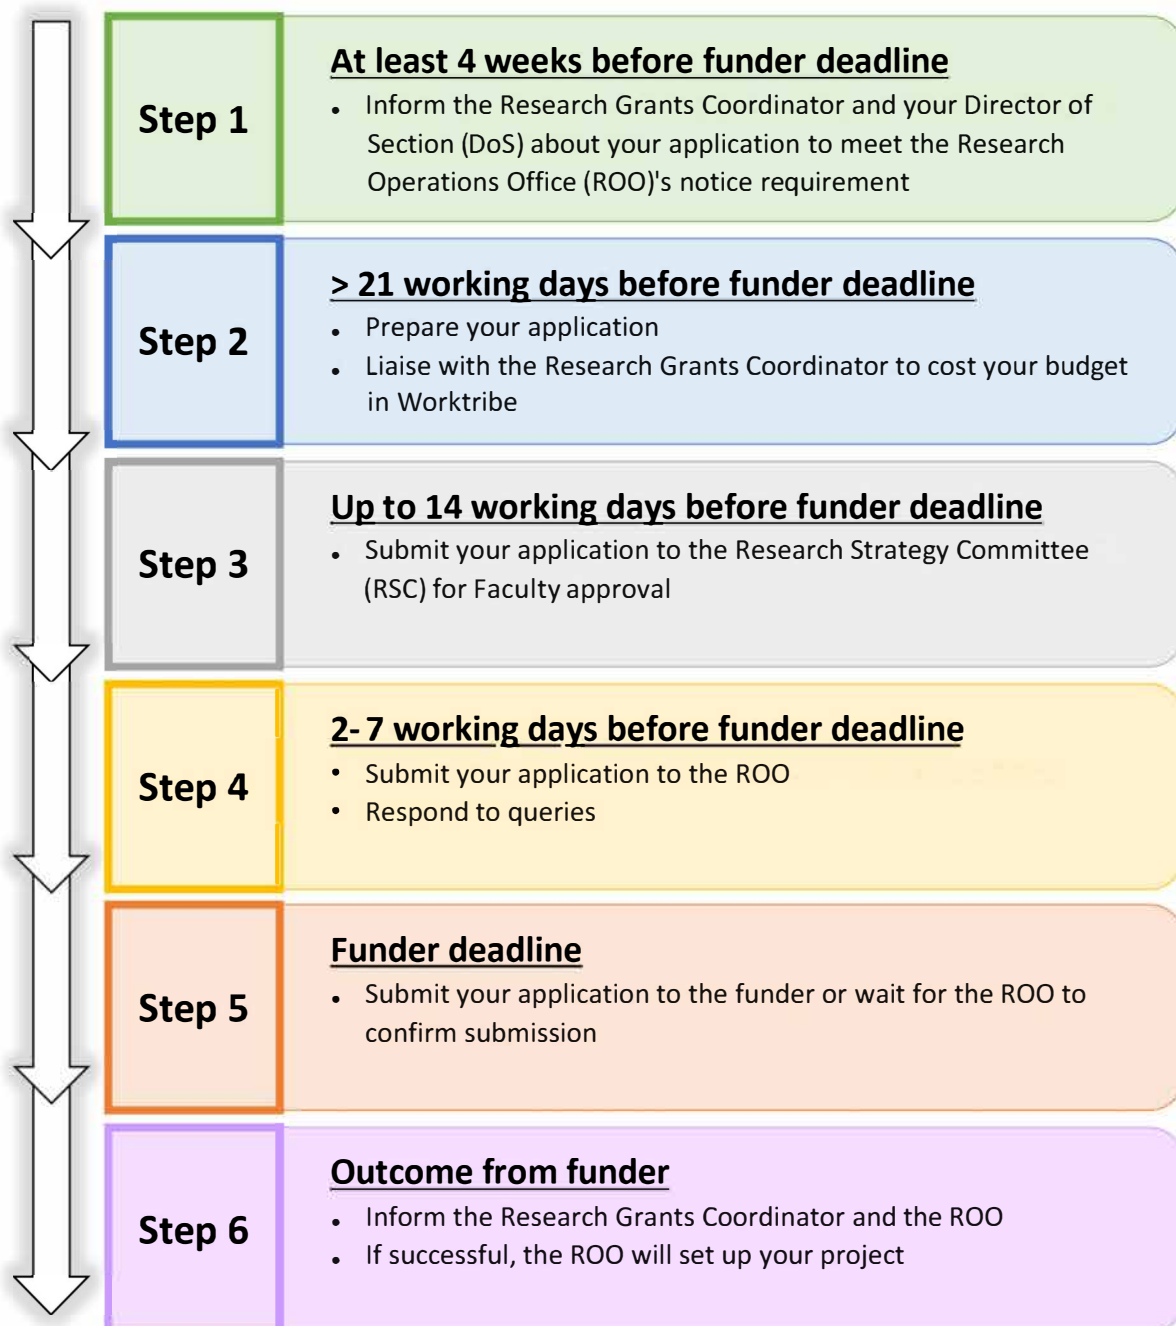 Step 1
At least 4 weeks before funder deadline
• Inform the Research Grants Coordinator and your Director of
Section (DoS) about your application to meet the Research
Operations Office (ROO)'s notice requirement
Step 2
> 21 working days before funder deadline
• Prepare your application
• Liaise with the Research Grants Coordinator to cost your budget
in Worktribe
Step 3
Up to 14 working days before funder deadline
• Submit your application to the Research Strategy Committee
(RSC) for Faculty approval
Step 4
2- 7 working days before funder deadline
• Submit your application to the ROO
• Respond to queries
Step 5
Funder deadline
• Submit your application to the funder or wait for the ROO to
confirm submission
Step 6
Outcome from funder
• Inform the Research Grants Coordinator and the ROO
• If successful, the ROO will set up your project